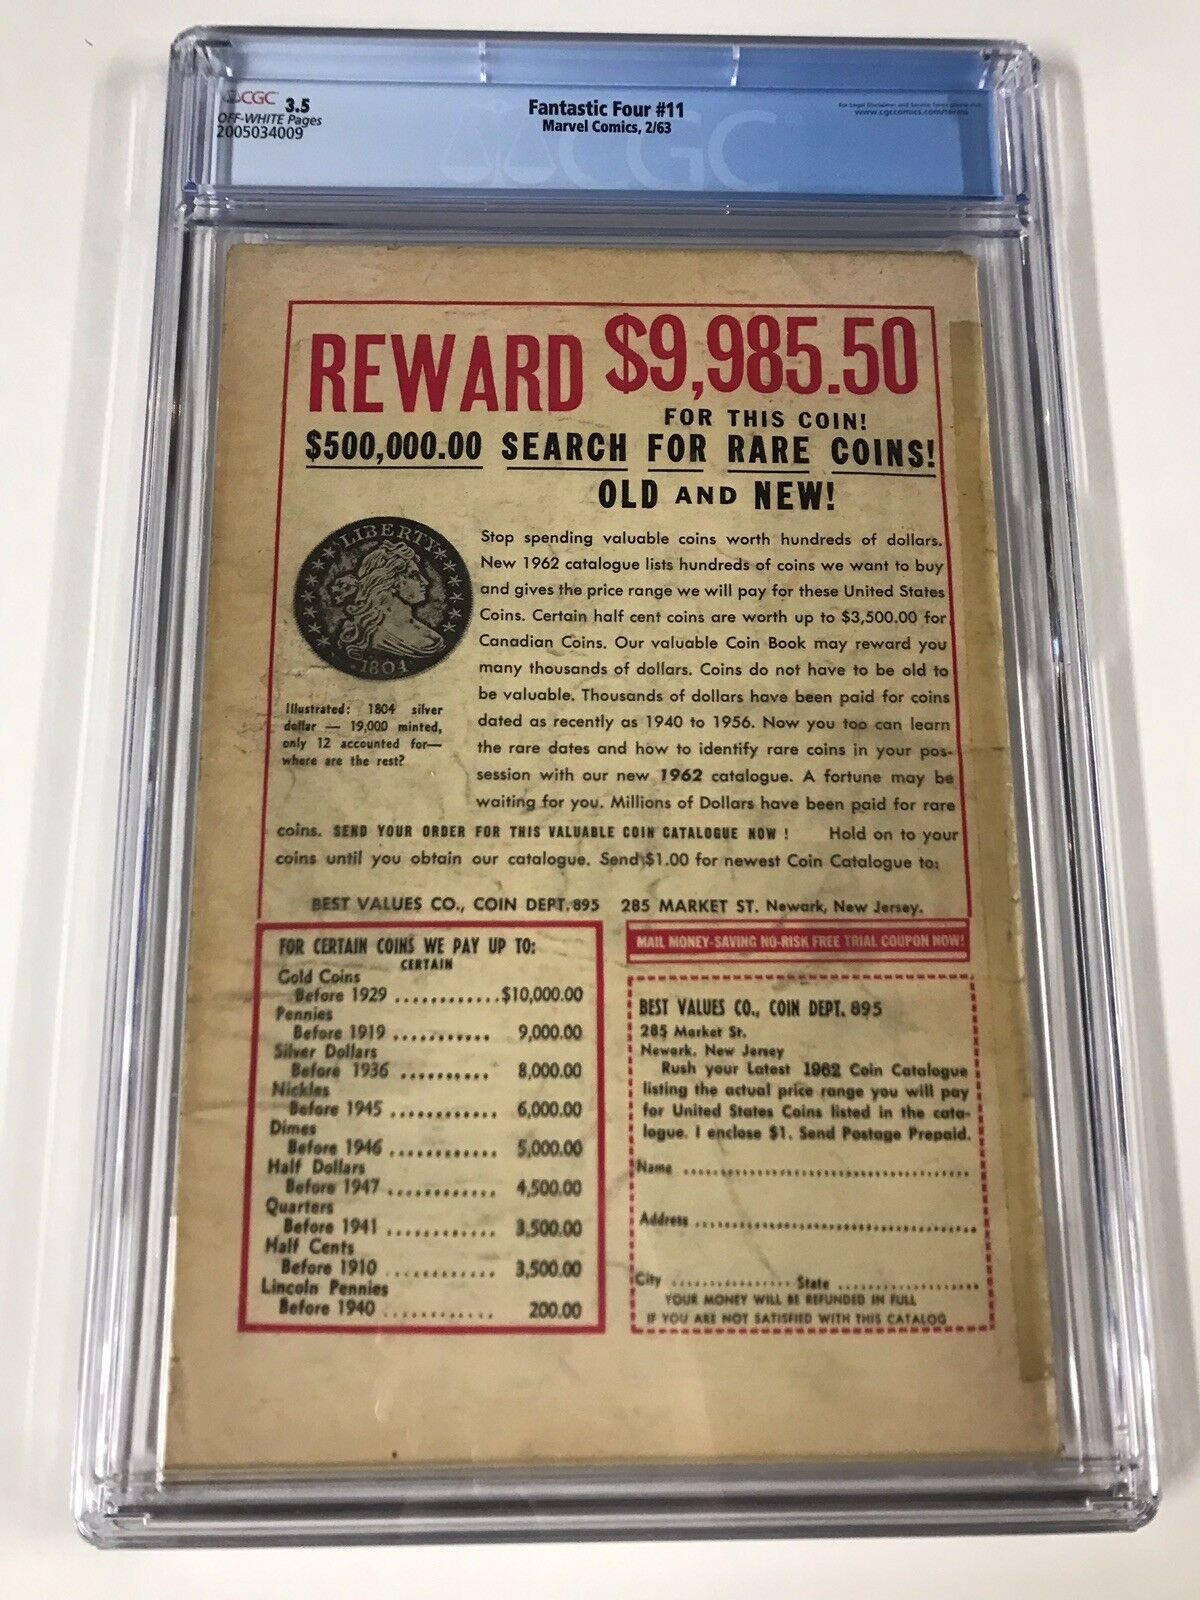 CGC 3.5
OFF-WHITE Pages
2005034009
Fantastic Four #11
Marvel Comics, 2/63
For Legal Disclaimer and Service Terms please visit
www.cgccomics.com/terms
CGC
REWARD $9,985.50
FOR THIS COIN!
$500,000.00 SEARCH FOR RARE COINS!
OLD AND NEW!
LIBERTY
1804
Illustrated: 1804 silver
dollar — 19,000 minted,
only 12 accounted for—
where are the rest?
Stop spending valuable coins worth hundreds of dollars.
New 1962 catalogue lists hundreds of coins we want to buy
and gives the price range we will pay for these United States
Coins. Certain half cent coins are worth up to $3,500.00 for
Canadian Coins. Our valuable Coin Book may reward you
many thousands of dollars. Coins do not have to be old to
be valuable. Thousands of dollars have been paid for coins
dated as recently as 1940 to 1956. Now you too can learn
the rare dates and how to identify rare coins in your pos-
session with our new 1962 catalogue. A fortune may be
waiting for you. Millions of Dollars have been paid for rare
coins. SEND YOUR ORDER FOR THIS VALUABLE COIN CATALOGUE NOW ! Hold on to your
coins until you obtain our catalogue. Send $1.00 for newest Coin Catalogue to:
BEST VALUES CO., COIN DEPT. 895 285 MARKET ST. Newark, New Jersey.
FOR CERTAIN COINS WE PAY UP TO:
CERTAIN
Gold Coins
Before 1929 ............$10,000.00
Pennies
Before 1919 ........... 9,000.00
Silver Dollars
Before 1936 .......... 8,000.00
Nickles
Before 1945 ............ 6,000.00
Dimes
Before 1946 ............ 5,000.00
Half Dollars
Before 1947 ............ 4,500.00
Quarters
Before 1941 ............ 3,500.00
Half Cents
Before 1910 ............ 3,500.00
Lincoln Pennies
Before 1940 ............ 200.00
MAIL MONEY-SAVING NO-RISK FREE TRIAL COUPON NOW!
BEST VALUES CO., COIN DEPT. 895
285 Market St.
Newark, New Jersey
Rush your Latest 1962 Coin Catalogue
listing the actual price range you will pay
for United States Coins listed in the cata-
logue. I enclose $1. Send Postage Prepaid.
Name ....................................
Address ....................................
City ................ State ..................
YOUR MONEY WILL BE REFUNDED IN FULL
IF YOU ARE NOT SATISFIED WITH THIS CATALOG